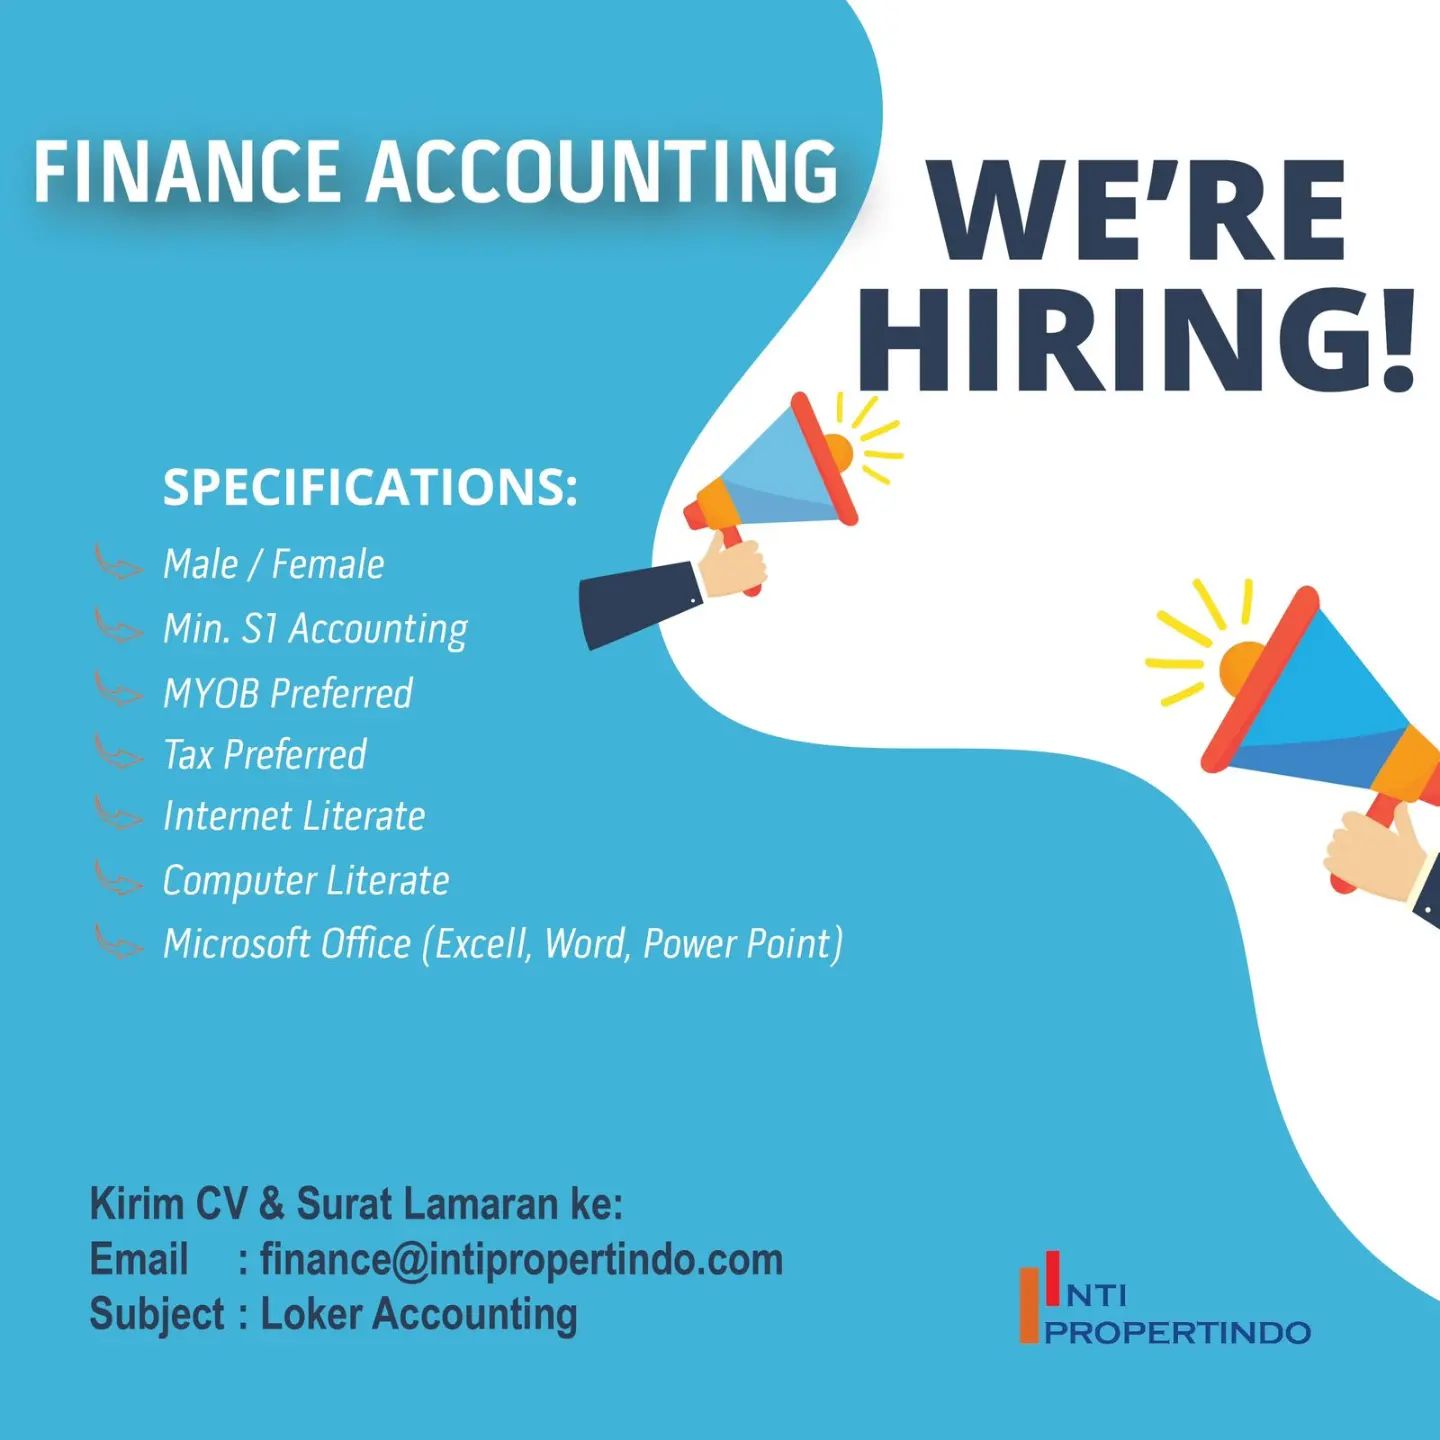 FINANCE ACCOUNTING
WE’RE
HIRING!
SPECIFICATIONS:
Male / Female
Min. S1 Accounting
MYOB Preferred
Tax Preferred
Internet Literate
Computer Literate
Microsoft Office (Excell, Word, Power Point)
Kirim CV & Surat Lamaran ke:
Email : finance@intipropertindo.com
Subject : Loker Accounting
INTI
PROPERTINDO